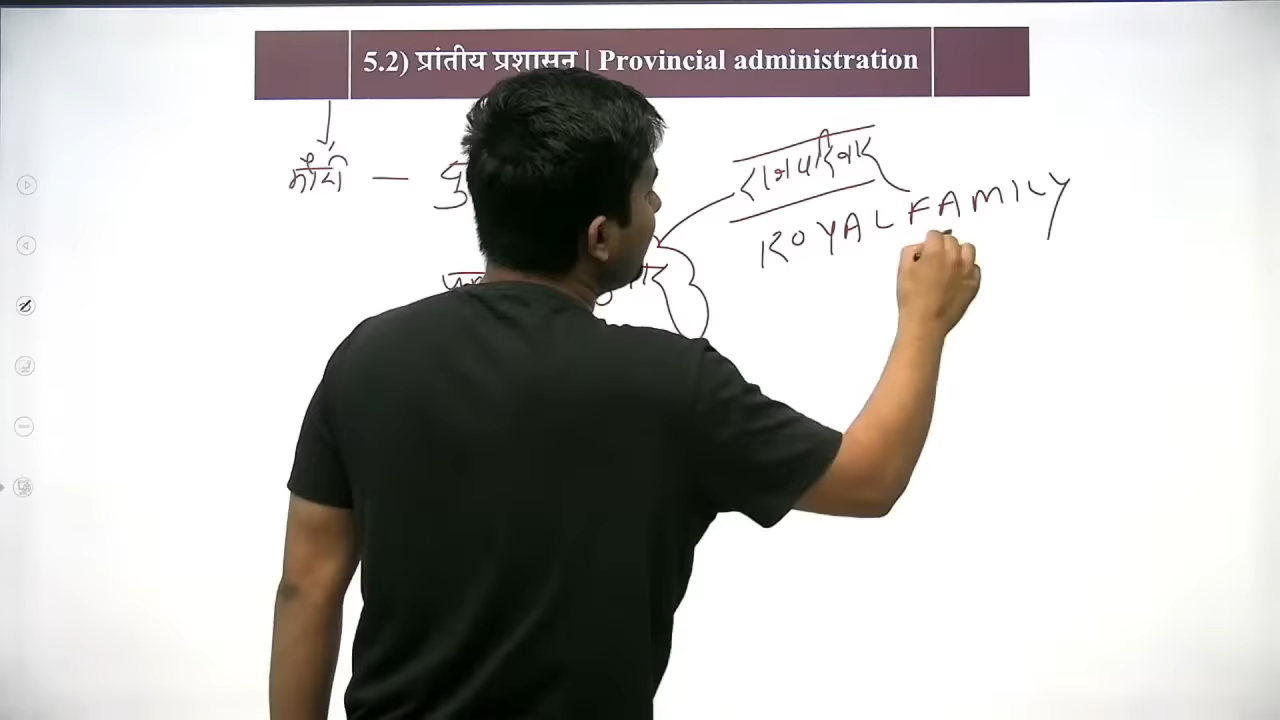 5.2) प्रांतीय प्रशासन | Provincial administration
मौर्य –
राजपरिवार
ROYAL FAMILY